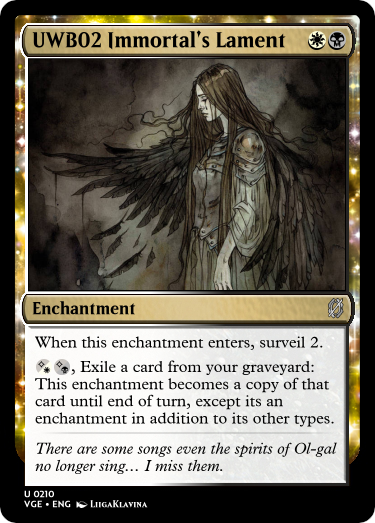 UWB02 Immortal's Lament
Enchantment
When this enchantment enters, surveil 2.
, Exile a card from your graveyard:
This enchantment becomes a copy of that
card until end of turn, except its an
enchantment in addition to its other types.
There are some songs even the spirits of Ol-gal
no longer sing… I miss them.
U 0210
VGE • ENG LIIGAKLAVINA